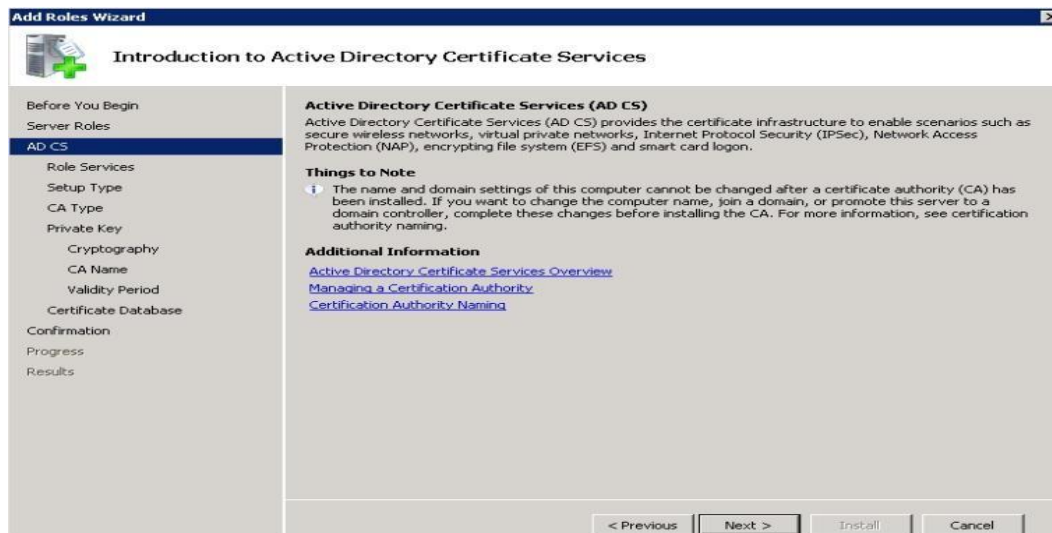 Add Roles Wizard
Introduction to Active Directory Certificate Services
Before You Begin
Server Roles
AD CS
Role Services
Setup Type
CA Type
Private Key
Cryptography
CA Name
Validity Period
Certificate Database
Confirmation
Progress
Results
Active Directory Certificate Services (AD CS)
Active Directory Certificate Services (AD CS) provides the certificate infrastructure to enable scenarios such as
secure wireless networks, virtual private networks, Internet Protocol Security (IPSec), Network Access
Protection (NAP), encrypting file system (EFS) and smart card logon.
Things to Note
The name and domain settings of this computer cannot be changed after a certificate authority (CA) has
been installed. If you want to change the computer name, join a domain, or promote this server to a
domain controller, complete these changes before installing the CA. For more information, see certification
authority naming.
Additional Information
Active Directory Certificate Services Overview
Managing a Certification Authority
Certification Authority Naming
< Previous
Next >
Install
Cancel